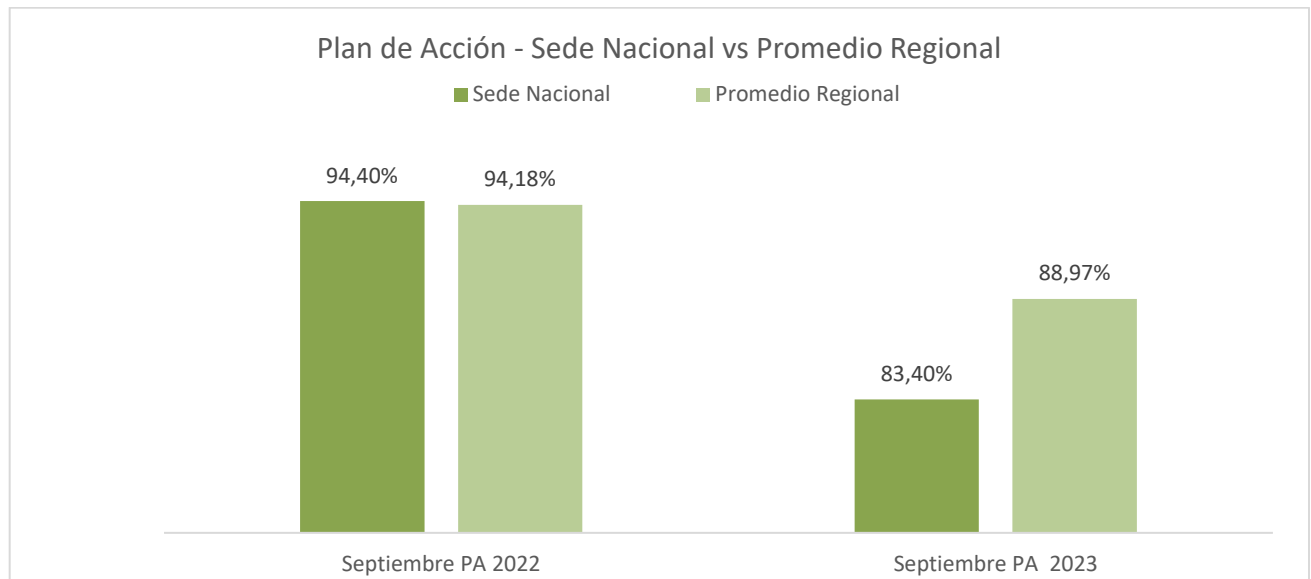 Plan de Acción - Sede Nacional vs Promedio Regional
Sede Nacional Promedio Regional
94,40% 94,18%
88,97%
83,40%
Septiembre PA 2022 Septiembre PA 2023